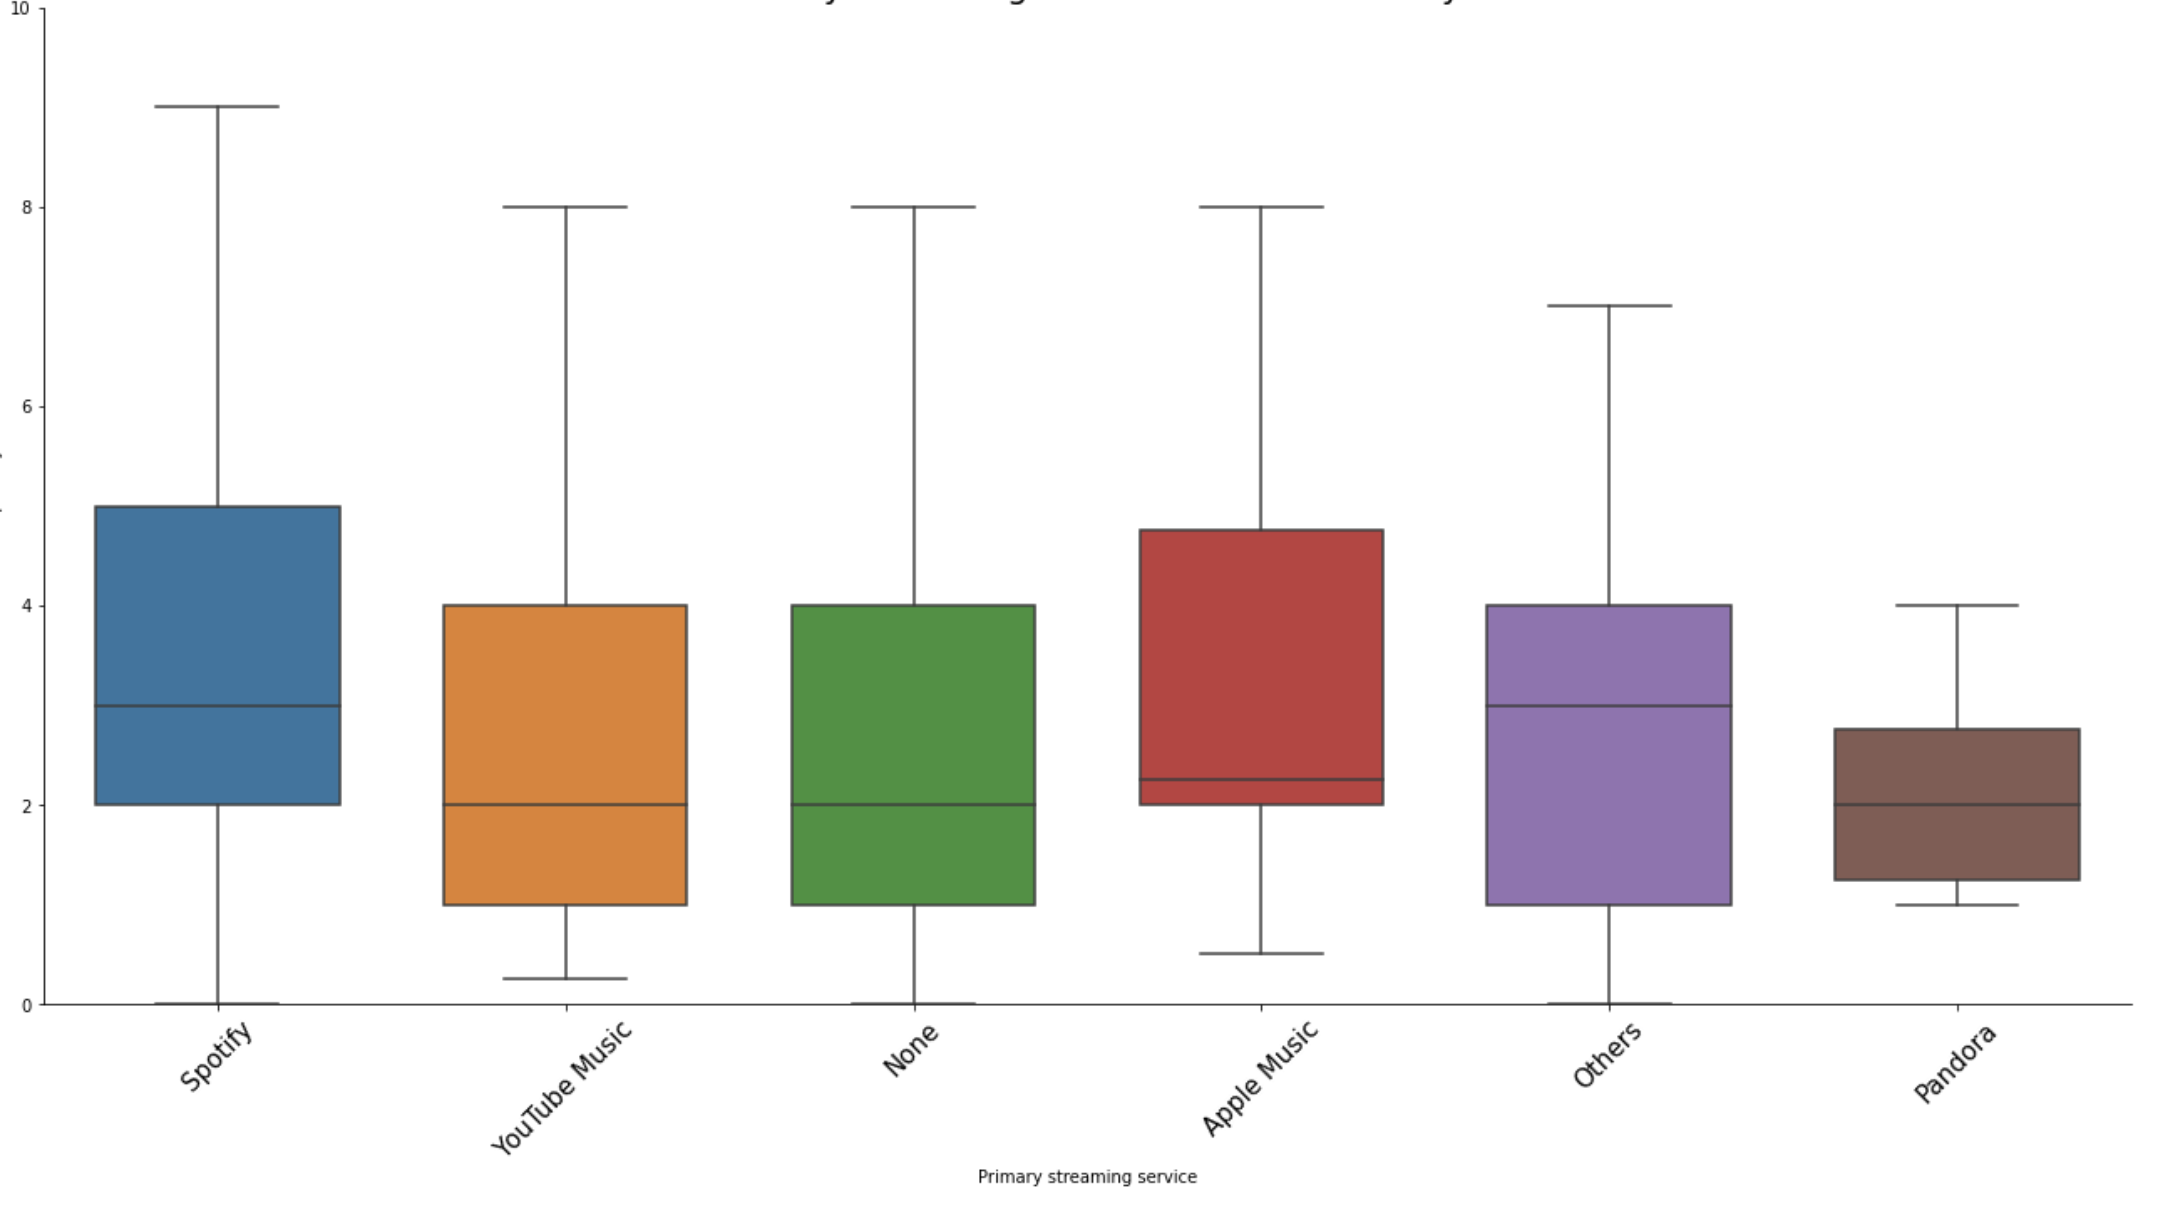 10
8
6
4
2
0
Spotify
YouTube Music
None
Apple Music
Others
Pandora
Primary streaming service